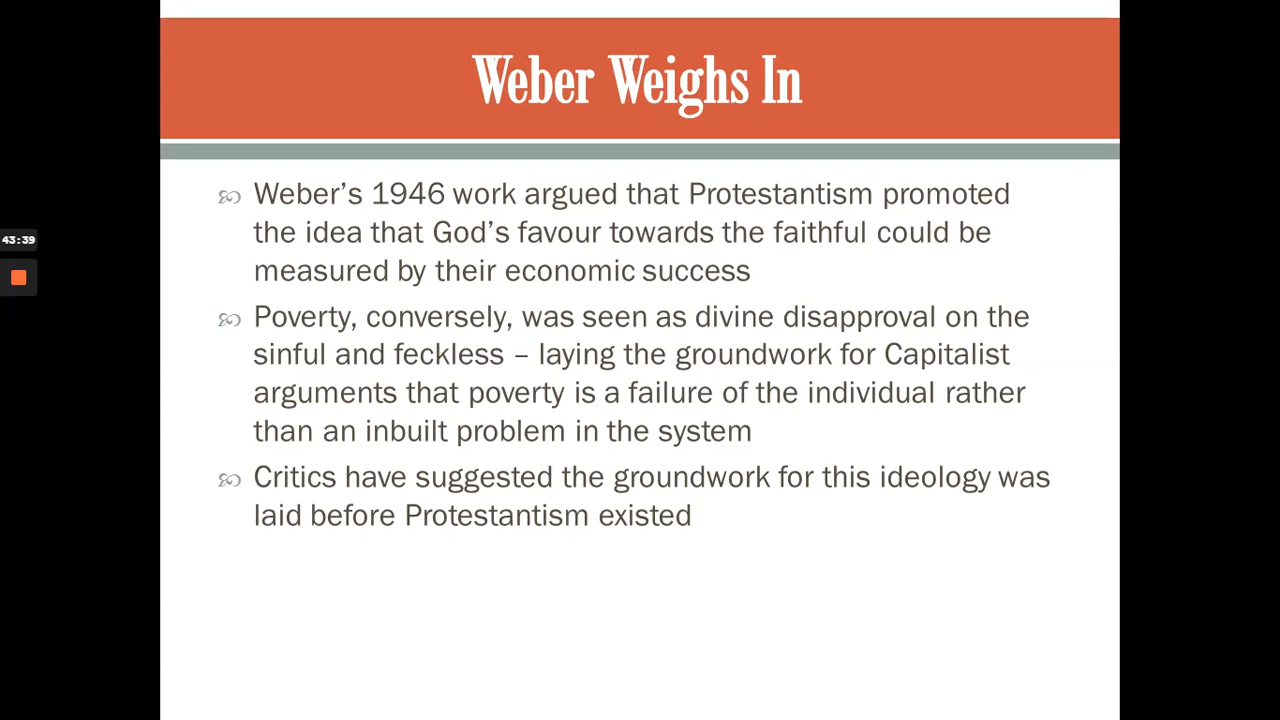 Weber Weighs In
Weber’s 1946 work argued that Protestantism promoted
the idea that God’s favour towards the faithful could be
measured by their economic success
Poverty, conversely, was seen as divine disapproval on the
sinful and feckless – laying the groundwork for Capitalist
arguments that poverty is a failure of the individual rather
than an inbuilt problem in the system
Critics have suggested the groundwork for this ideology was
laid before Protestantism existed
43:39